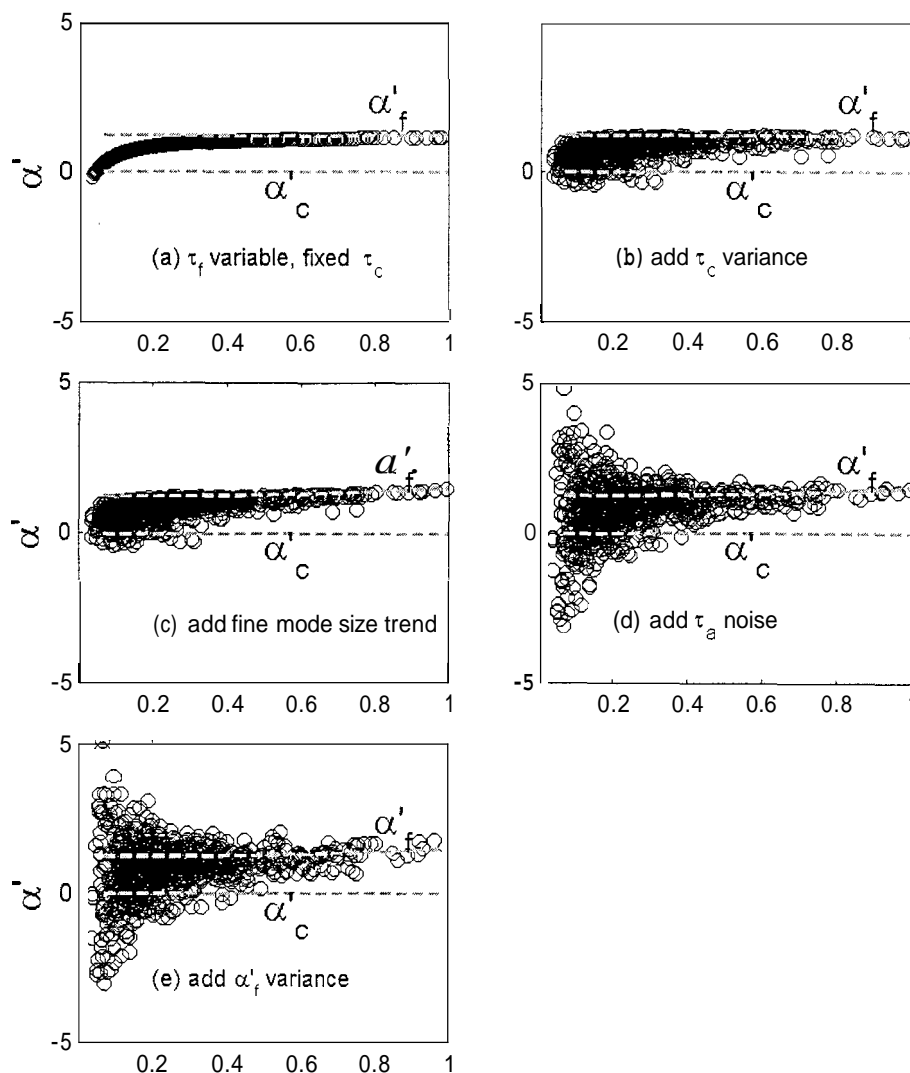 5
α'
0
-5
α'f
α'c
(a) τf variable, fixed τc
0.2 0.4 0.6 0.8 1
5
0
-5
α'f
α'c
(b) add τc variance
0.2 0.4 0.6 0.8 1
5
α'
0
-5
a'f
α'c
(c) add fine mode size trend
0.2 0.4 0.6 0.8 1
5
0
-5
α'f
α'c
(d) add τa noise
0.2 0.4 0.6 0.8 1
5
α'
0
-5
α'f
α'c
(e) add α'f variance
0.2 0.4 0.6 0.8 1